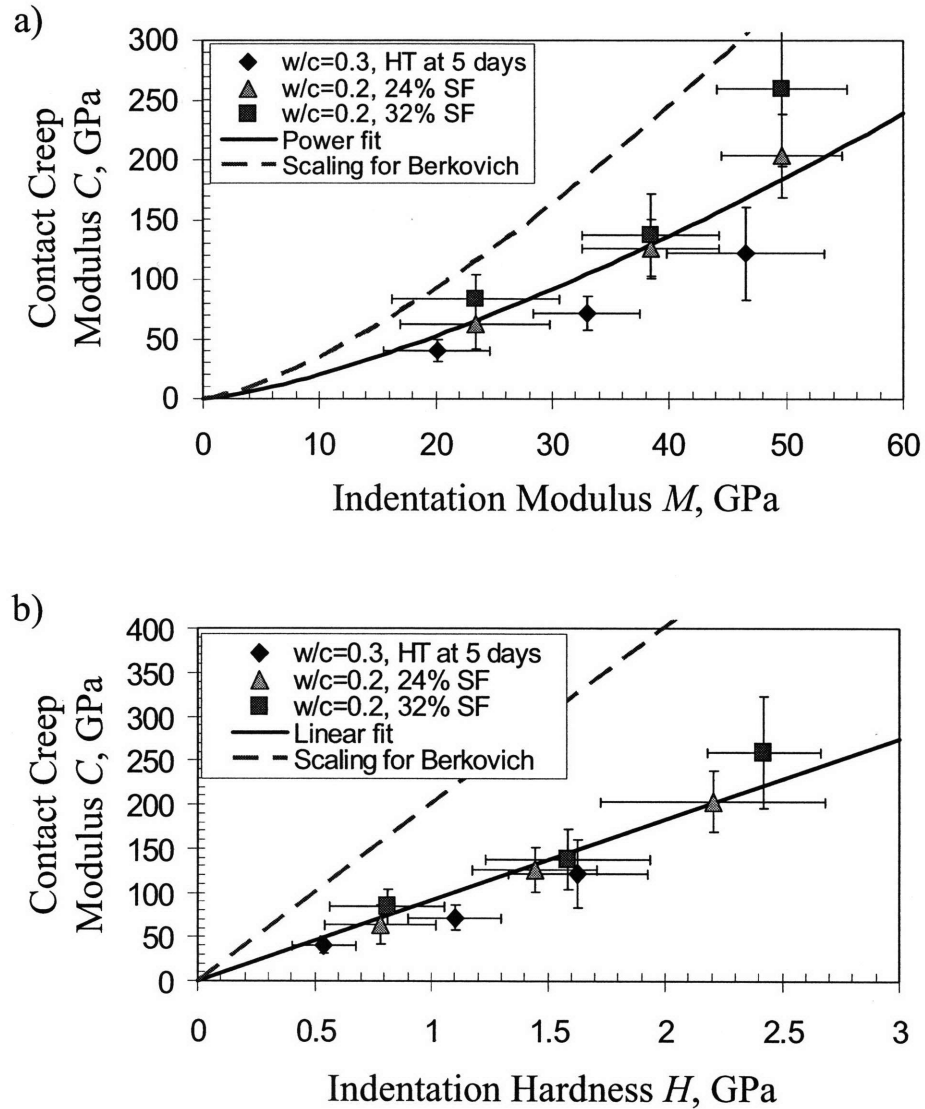 a)
Contact Creep
Modulus C, GPa
300
250
200
150
100
50
0
w/c=0.3, HT at 5 days
w/c=0.2, 24% SF
w/c=0.2, 32% SF
Power fit
Scaling for Berkovich
0 10 20 30 40 50 60
Indentation Modulus M, GPa
b)
Contact Creep
Modulus C, GPa
400
350
300
250
200
150
100
50
0
w/c=0.3, HT at 5 days
w/c=0.2, 24% SF
w/c=0.2, 32% SF
Linear fit
Scaling for Berkovich
0 0.5 1 1.5 2 2.5 3
Indentation Hardness H, GPa